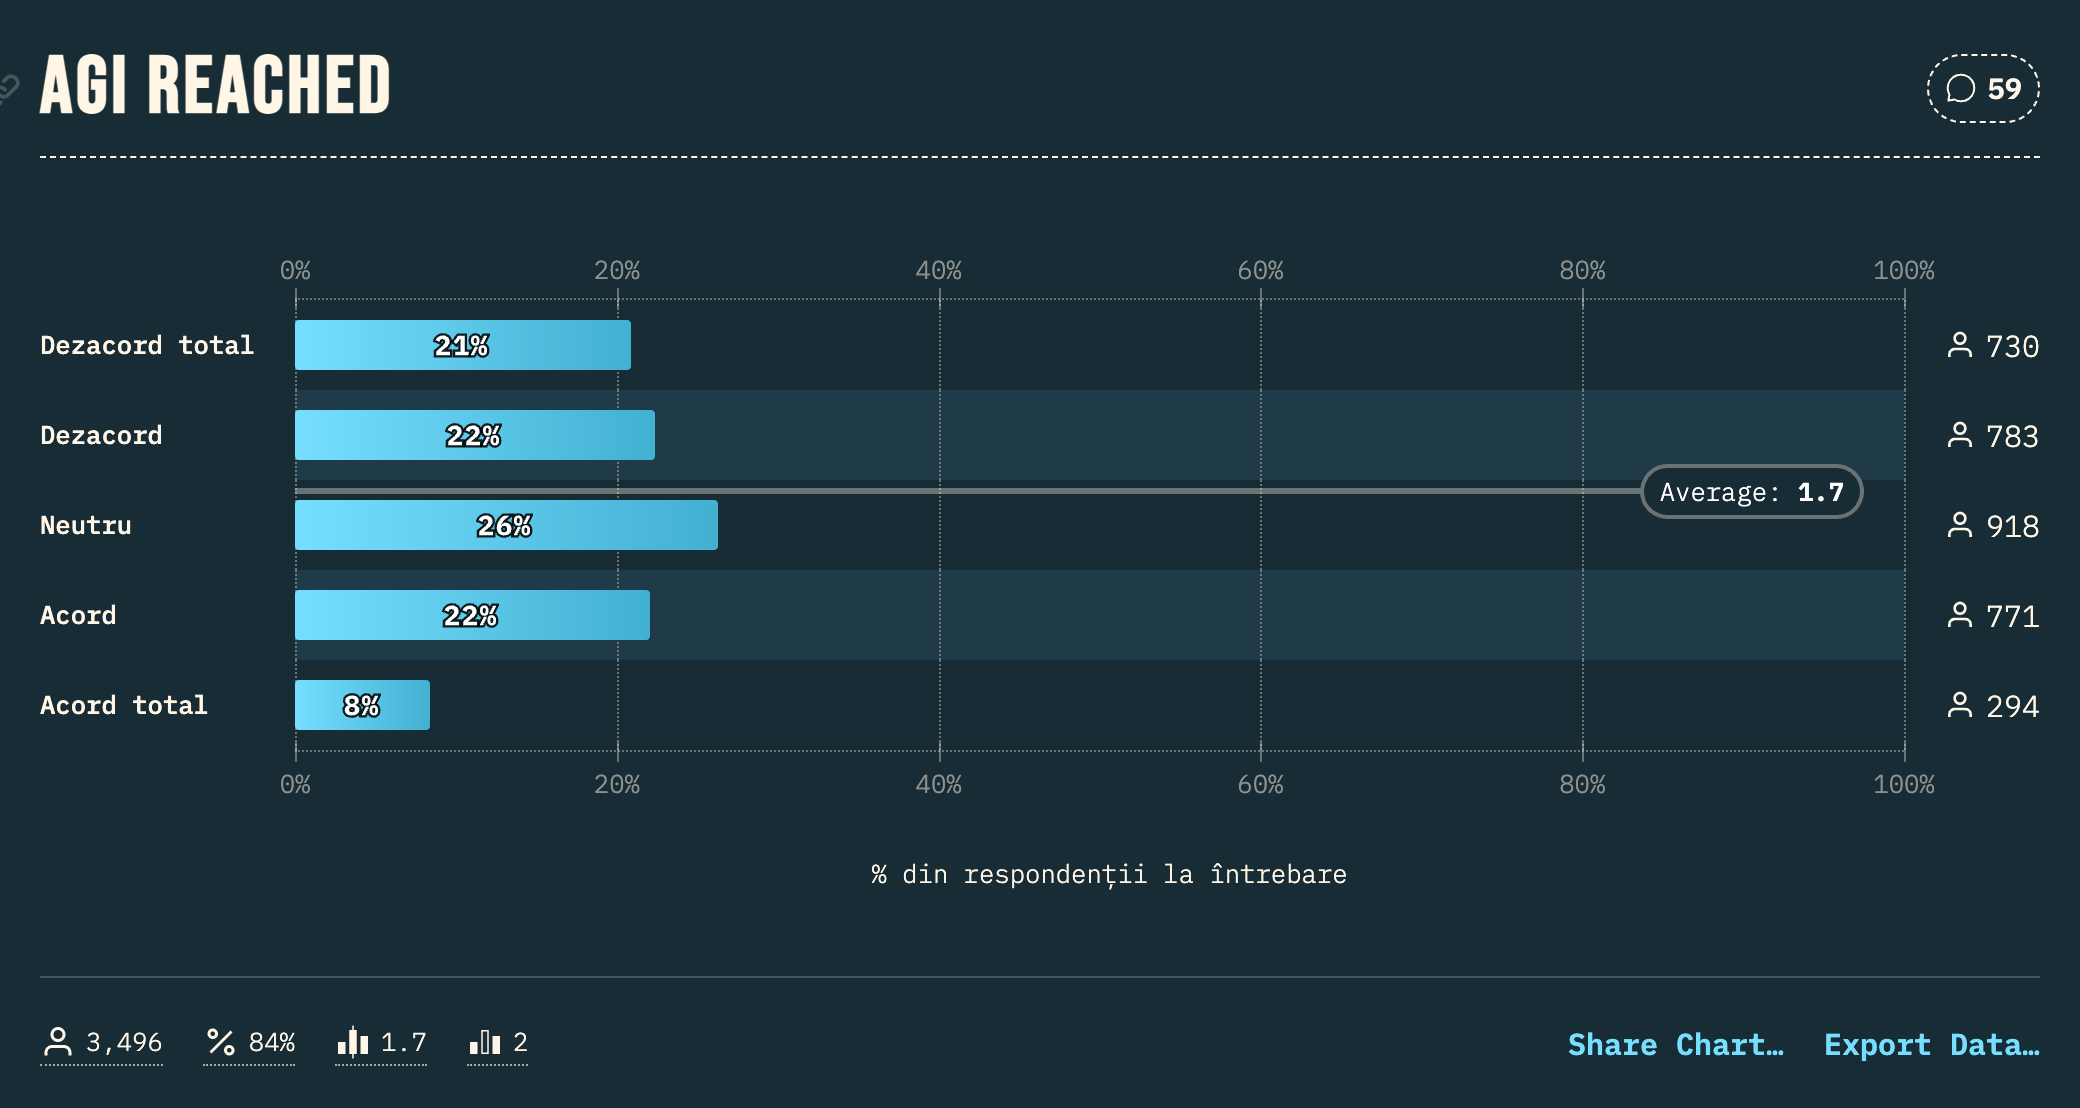 AGI REACHED
59
0% 20% 40% 60% 80% 100%
Dezacord total 21% 730
Dezacord 22% 783
Average: 1.7
Neutru 26% 918
Acord 22% 771
Acord total 8% 294
0% 20% 40% 60% 80% 100%
% din respondenții la întrebare
3,496 84% 1.7 2 Share Chart… Export Data…